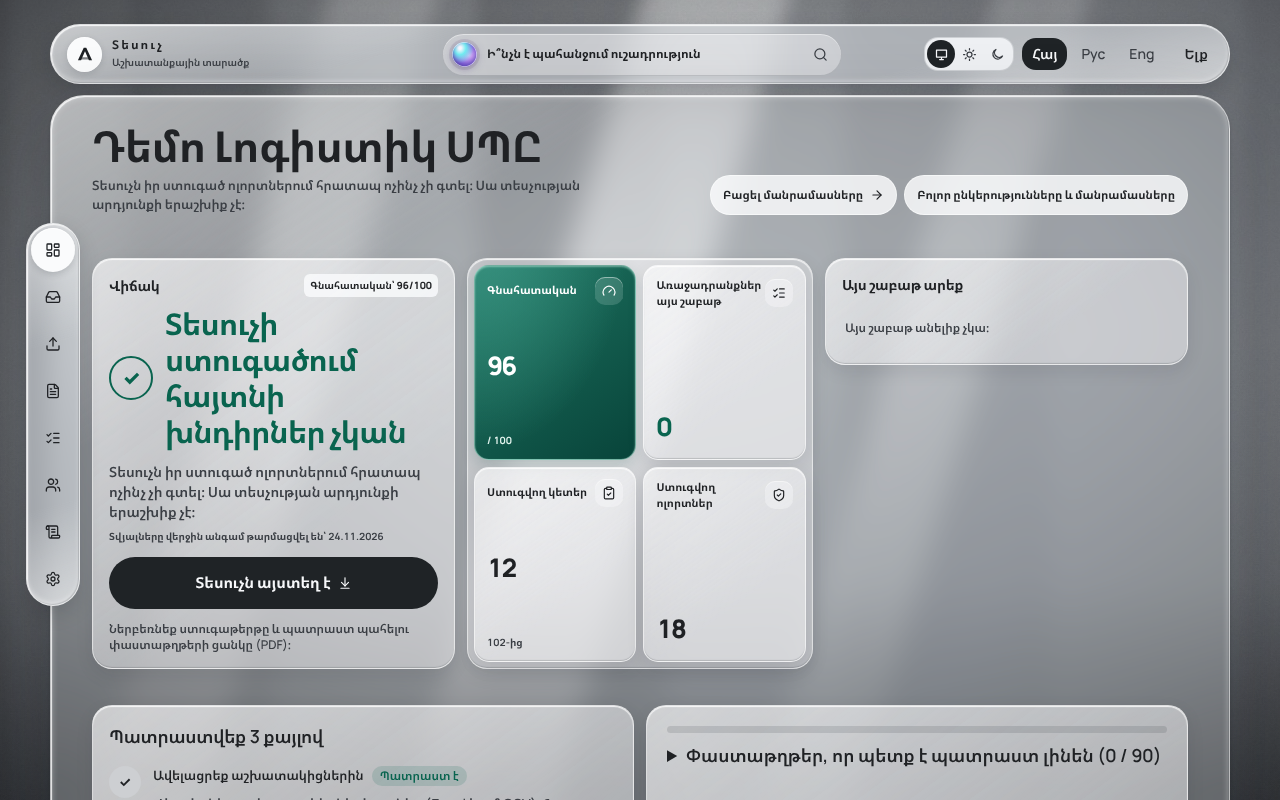 Տեսուչ
Աշխատանքային տարածք
Ի՞նչն է պահանջում ուշադրություն
Հայ
Рус
Eng
Ելք
Դեմո Լոգիստիկ ՍՊԸ
Տեսուչն իր ստուգած ոլորտներում հրատապ ոչինչ չի գտել։ Սա տեսչության
արդյունքի երաշխիք չէ։
Բացել մանրամասները
Բոլոր ընկերությունները և մանրամասները
Վիճակ
Գնահատական՝ 96/100
Տեսուչի
ստուգածում
հայտնի
խնդիրներ չկան
Տեսուչն իր ստուգած ոլորտներում հրատապ
ոչինչ չի գտել։ Սա տեսչության արդյունքի
երաշխիք չէ։
Տվյալները վերջին անգամ թարմացվել են՝ 24.11.2026
Տեսուչն այստեղ է
Ներբեռնեք ստուգաթերթը և պատրաստ պահելու
փաստաթղթերի ցանկը (PDF)։
Գնահատական
96
/ 100
Առաջադրանքներ
այս շաբաթ
0
Ստուգվող կետեր
12
102-ից
Ստուգվող
ոլորտներ
18
Այս շաբաթ արեք
Այս շաբաթ անելիք չկա։
Պատրաստվեք 3 քայլով
Ավելացրեք աշխատակիցներին
Պատրաստ է
Փաստաթղթեր, որ պետք է պատրաստ լինեն (0 / 90)